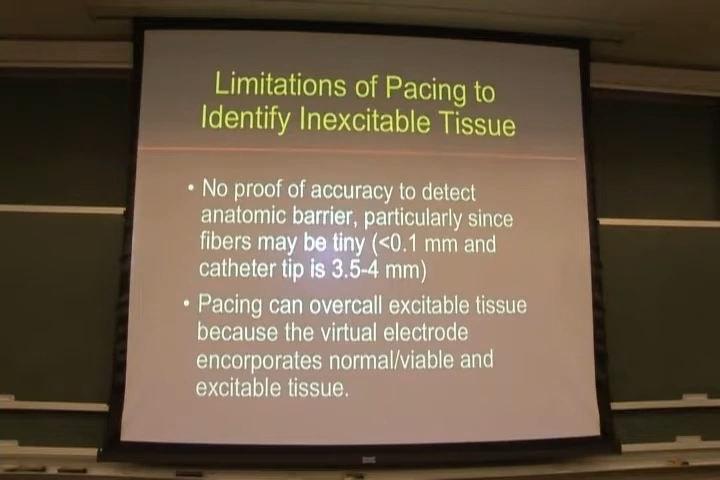 Limitations of Pacing to
Identify Inexcitable Tissue
• No proof of accuracy to detect
anatomic barrier, particularly since
fibers may be tiny (<0.1 mm and
catheter tip is 3.5-4 mm)
• Pacing can overcall excitable tissue
because the virtual electrode
encorporates normal/viable and
excitable tissue.